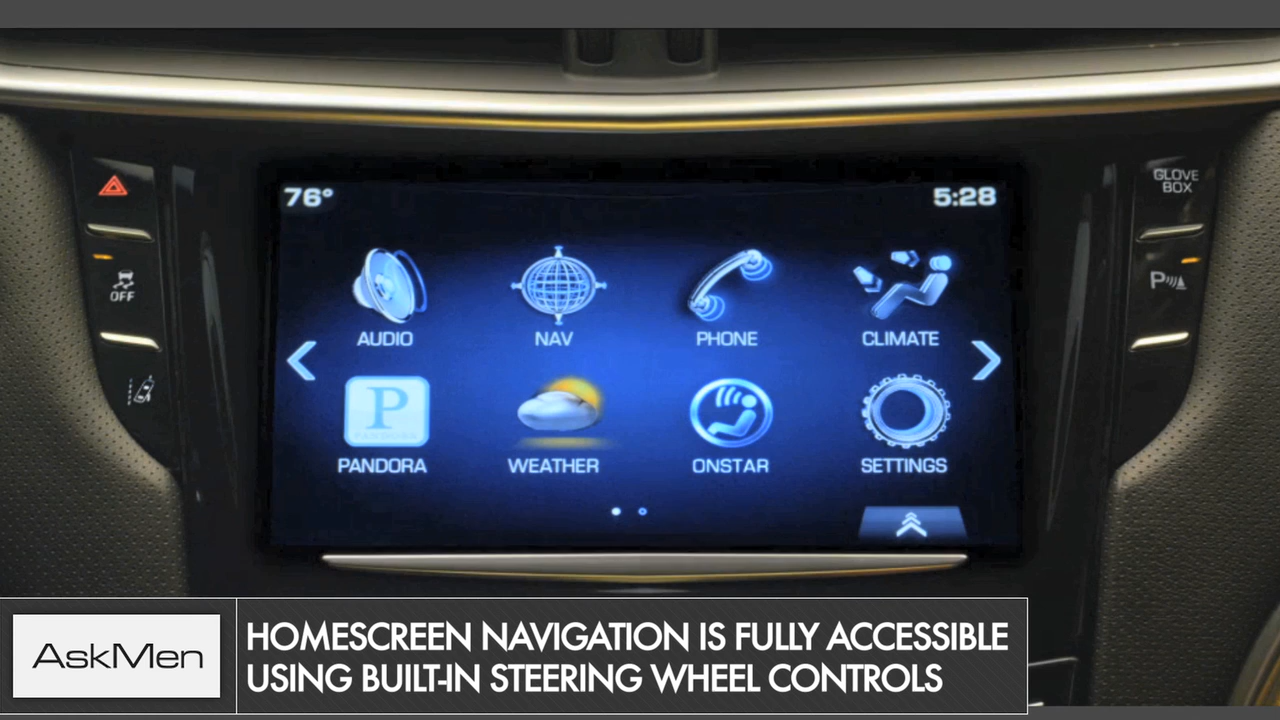 76° 5:28
GLOVE
BOX
OFF
P
AUDIO NAV PHONE CLIMATE
P
PANDORA
PANDORA WEATHER ONSTAR SETTINGS
AskMen
HOMESCREEN NAVIGATION IS FULLY ACCESSIBLE
USING BUILT-IN STEERING WHEEL CONTROLS